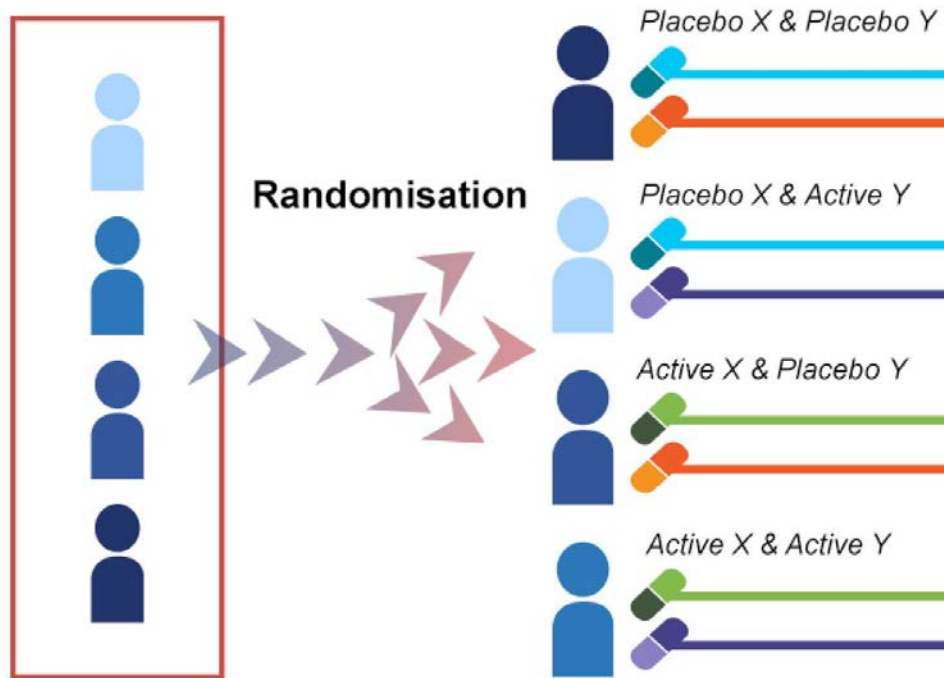 Placebo X & Placebo Y
Randomisation
Placebo X & Active Y
Active X & Placebo Y
Active X & Active Y